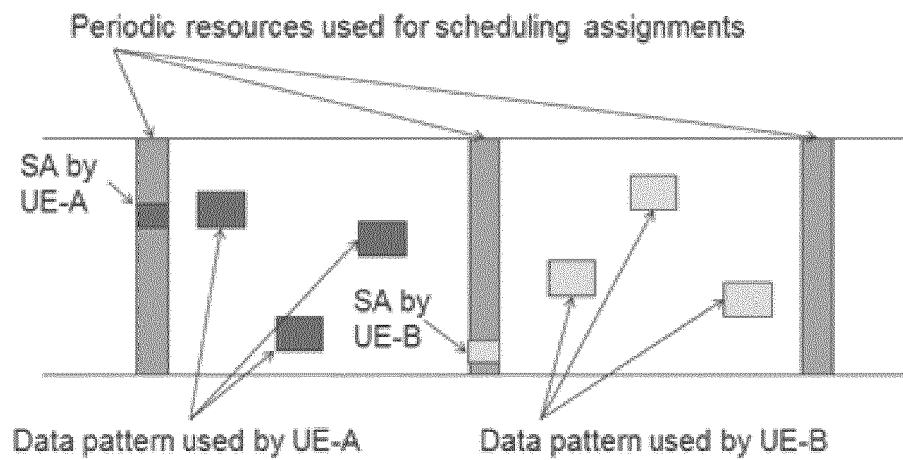 Periodic resources used for scheduling assignments
SA by
UE-A
SA by
UE-B
Data pattern used by UE-A
Data pattern used by UE-B